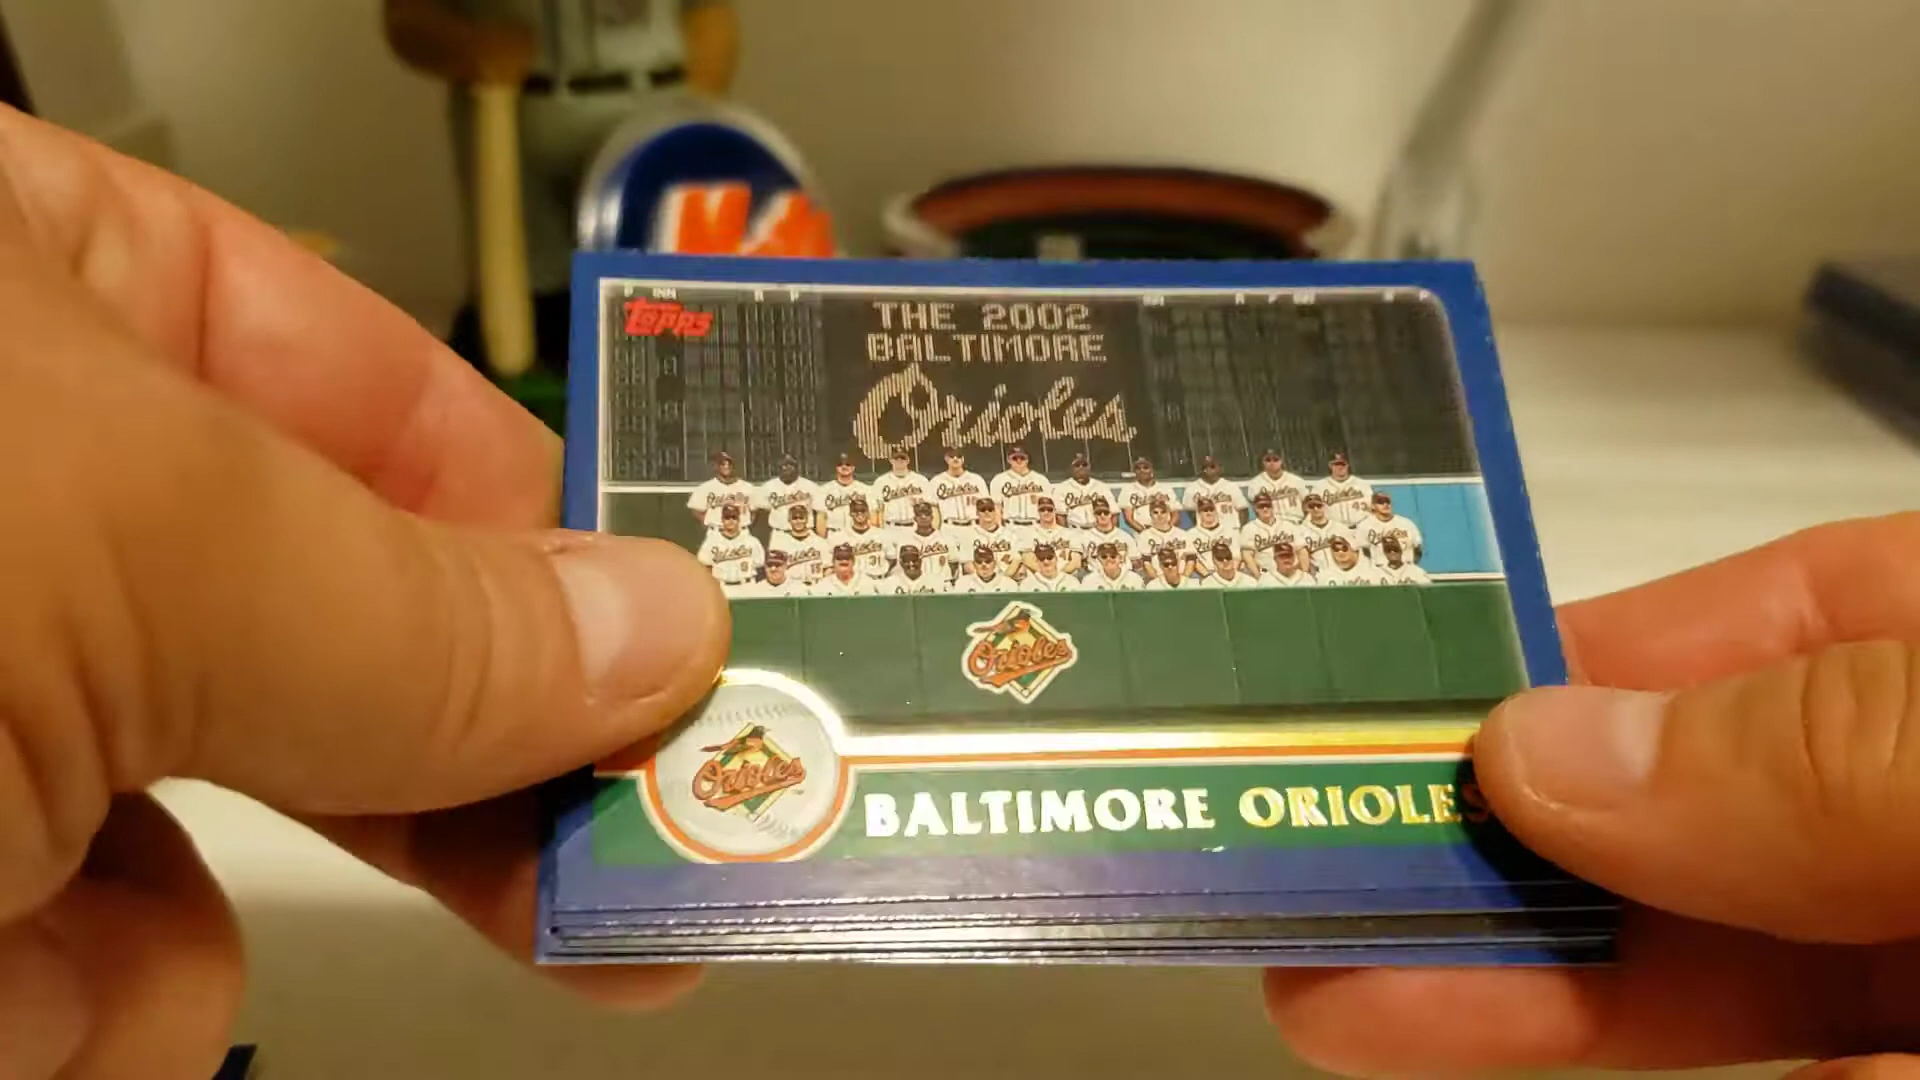 Topps
THE 2002
BALTIMORE
Orioles
Orioles
Orioles
BALTIMORE ORIOLES